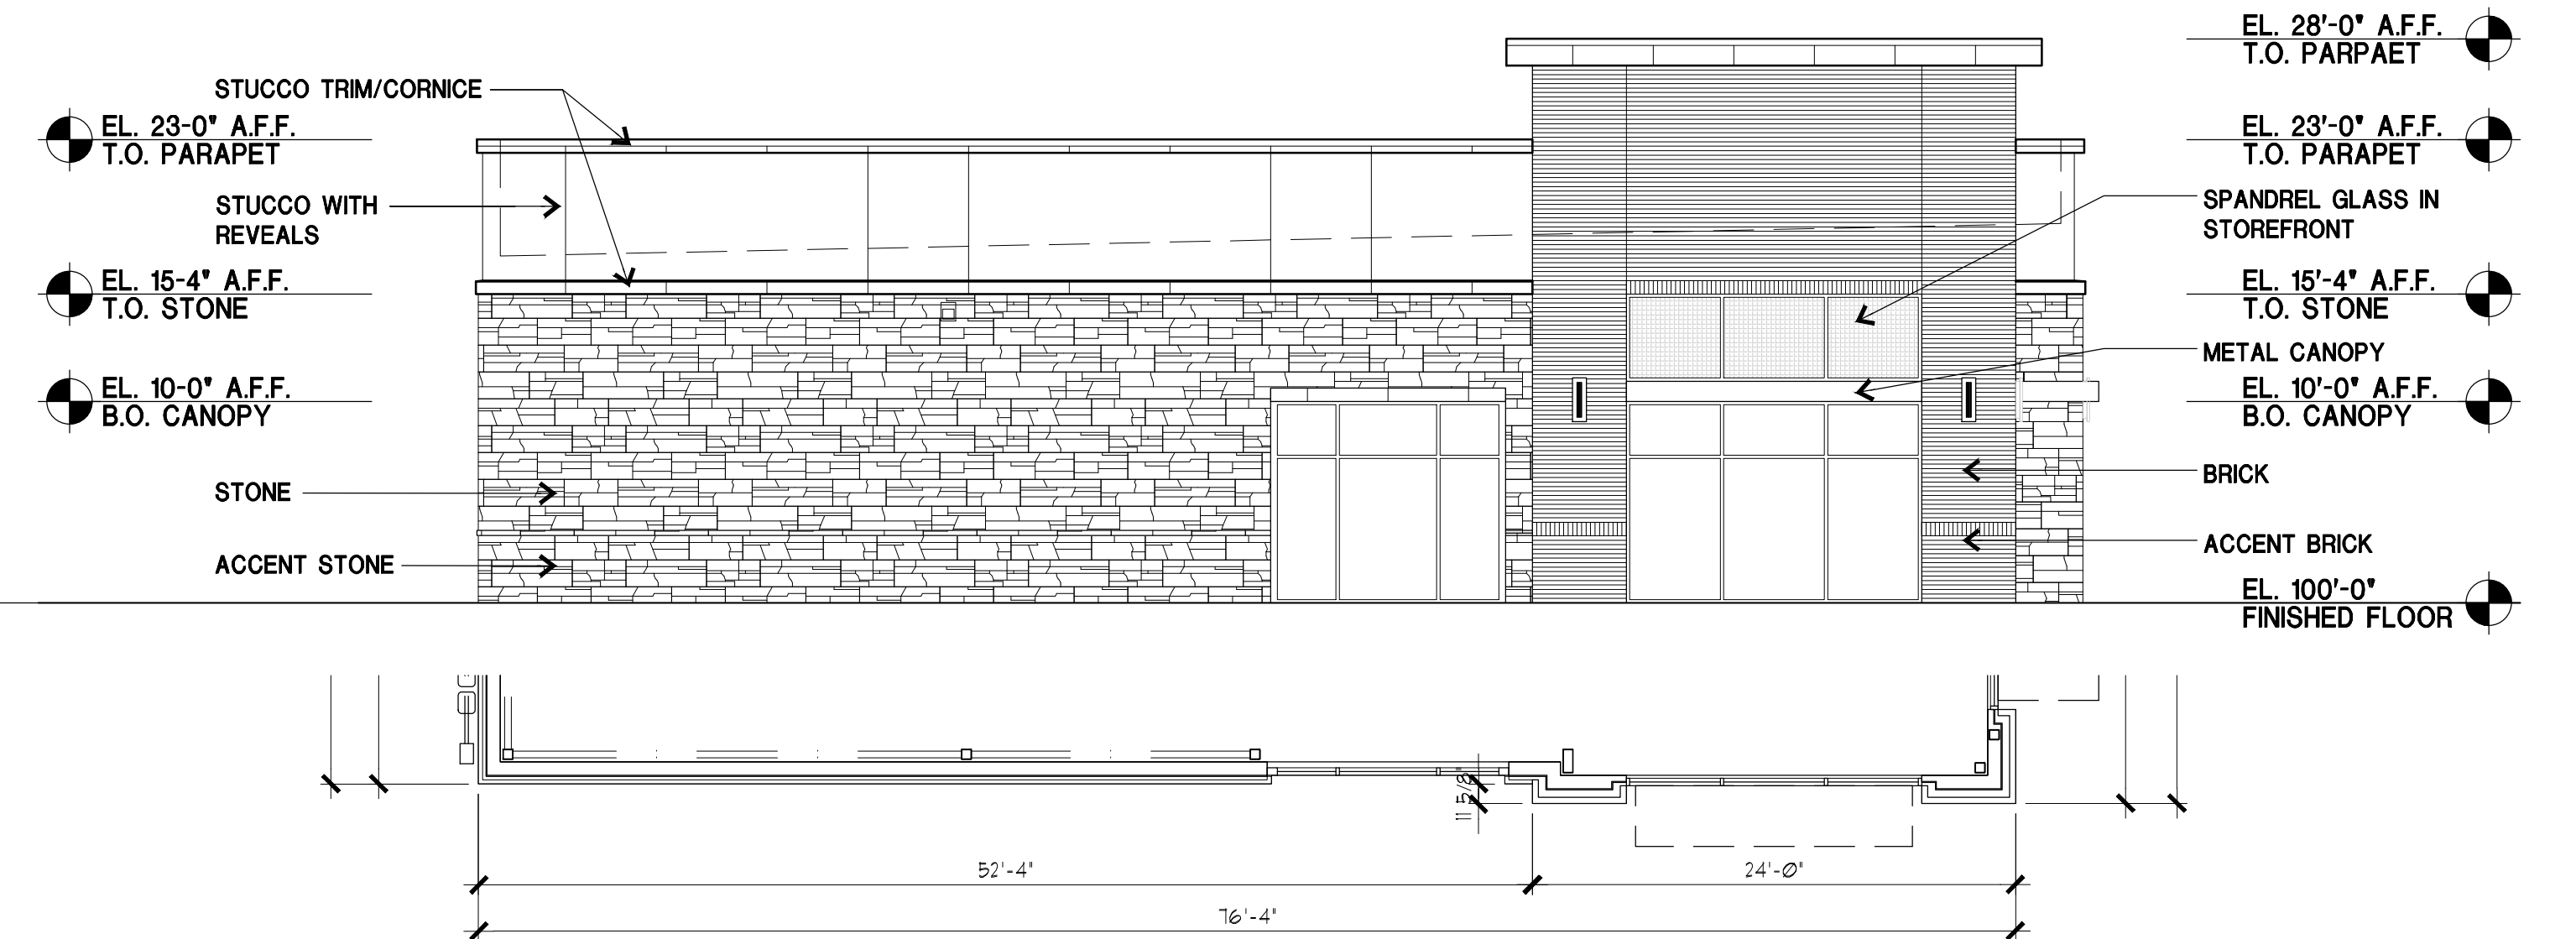 EL. 28'-0" A.F.F.
T.O. PARPAET
STUCCO TRIM/CORNICE
EL. 23-0" A.F.F.
T.O. PARAPET
EL. 23'-0" A.F.F.
T.O. PARAPET
STUCCO WITH
REVEALS
SPANDREL GLASS IN
STOREFRONT
EL. 15-4" A.F.F.
T.O. STONE
EL. 15'-4" A.F.F.
T.O. STONE
METAL CANOPY
EL. 10-0" A.F.F.
B.O. CANOPY
EL. 10'-0" A.F.F.
B.O. CANOPY
STONE
BRICK
ACCENT STONE
ACCENT BRICK
EL. 100'-0"
FINISHED FLOOR
11 5/8"
52'-4"
24'-0"
76'-4"